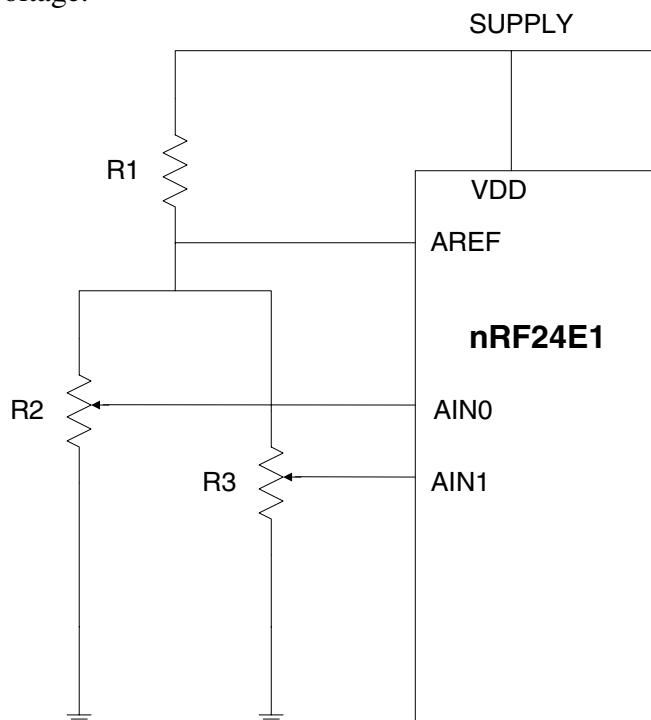 SUPPLY
R1
VDD
AREF
nRF24E1
R2
AIN0
R3
AIN1